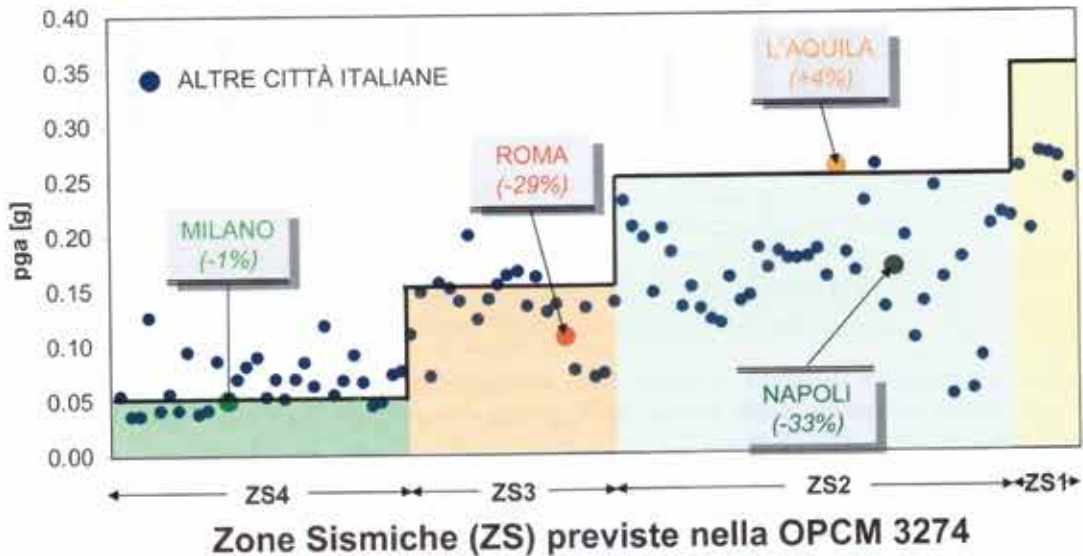 0.40
0.35
0.30
0.25
0.20
0.15
0.10
0.05
0.00
pga [g]
ALTRE CITTÀ ITALIANE
MILANO
(-1%)
ROMA
(-29%)
L'AQUILA
(+4%)
NAPOLI
(-33%)
ZS4
ZS3
ZS2
ZS1
Zone Sismiche (ZS) previste nella OPCM 3274